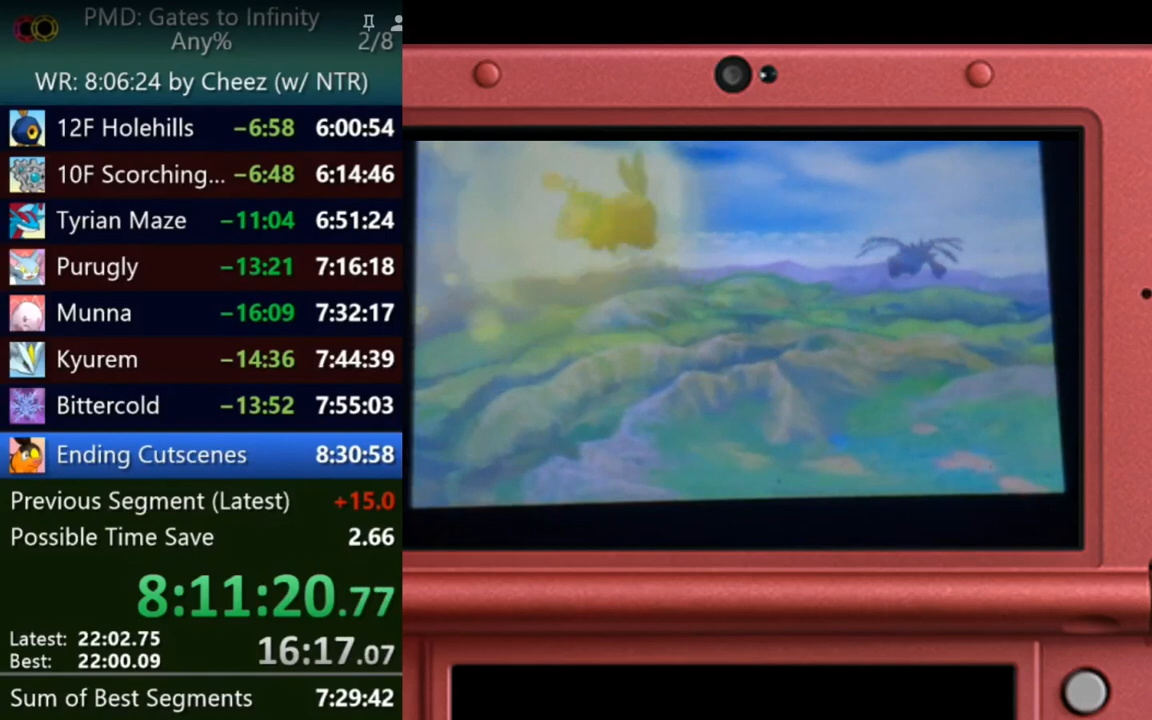 PMD: Gates to Infinity
Any% 2/8
WR: 8:06:24 by Cheez (w/ NTR)
12F Holehills −6:58 6:00:54
10F Scorching... −6:48 6:14:46
Tyrian Maze −11:04 6:51:24
Purugly −13:21 7:16:18
Munna −16:09 7:32:17
Kyurem −14:36 7:44:39
Bittercold −13:52 7:55:03
Ending Cutscenes 8:30:58
Previous Segment (Latest) +15.0
Possible Time Save 2.66
8:11:20.77
Latest: 22:02.75
Best: 22:00.09
16:17.07
Sum of Best Segments 7:29:42